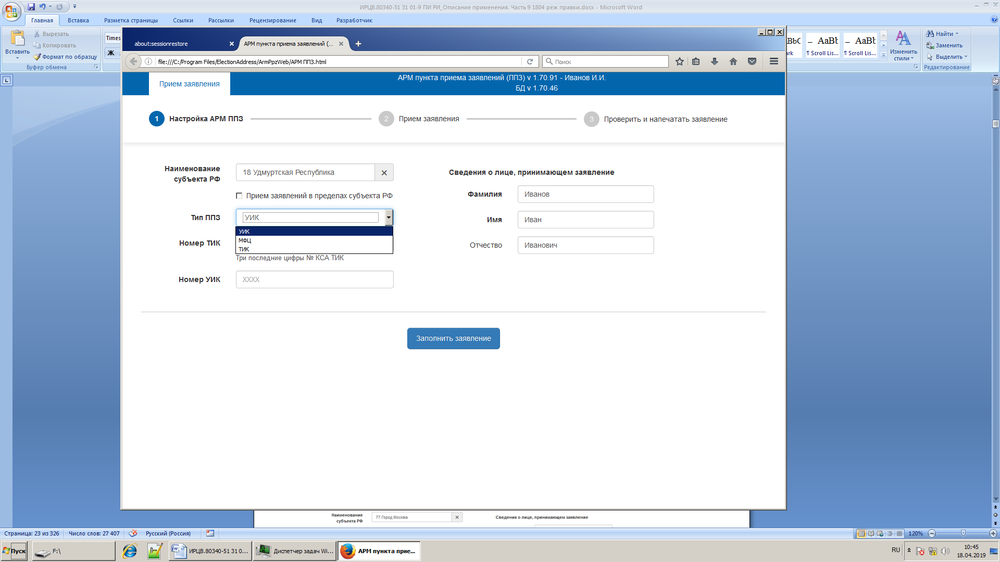 ИРЦВ.80340-51 31 01-9 ПИ РИ_Описание применения. Часть 9 1804 реж правки.docx - Microsoft Word
Главная Вставка Разметка страницы Ссылки Рассылки Рецензирование Вид Разработчик
Вставить
Вырезать
Копировать
Формат по образцу
Буфер обмена
Times
Ж
АаВt АаВt
¶ Scroll Lis... ¶ Scroll Lis...
Изменить стили
Найти
Заменить
Выделить
Редактирование
about:sessionrestore
АРМ пункта приема заявлений (...
file:///C:/Program Files/ElectionAddress/ArmPpzWeb/АРМ ППЗ.html
Поиск
Прием заявления
АРМ пункта приема заявлений (ППЗ) v 1.70.91 - Иванов И.И.
БД v 1.70.46
1 Настройка АРМ ППЗ
2 Прием заявления
3 Проверить и напечатать заявление
Наименование
субъекта РФ
18 Удмуртская Республика
Прием заявлений в пределах субъекта РФ
Тип ППЗ
УИК
УИК
МФЦ
ТИК
Номер ТИК
Три последние цифры № КСА ТИК
Номер УИК
XXXX
Сведения о лице, принимающем заявление
Фамилия
Иванов
Имя
Иван
Отчество
Иванович
Заполнить заявление
Наименование
субъекта РФ
77 Город Москва
Сведения о лице, принимающем заявление
Страница: 23 из 326 Число слов: 27 407 Русский (Россия) 120%
Пуск
F:\
ИРЦВ.80340-51 31 0...
Диспетчер задач Wi...
АРМ пункта прие...
RU
10:45
18.04.2019